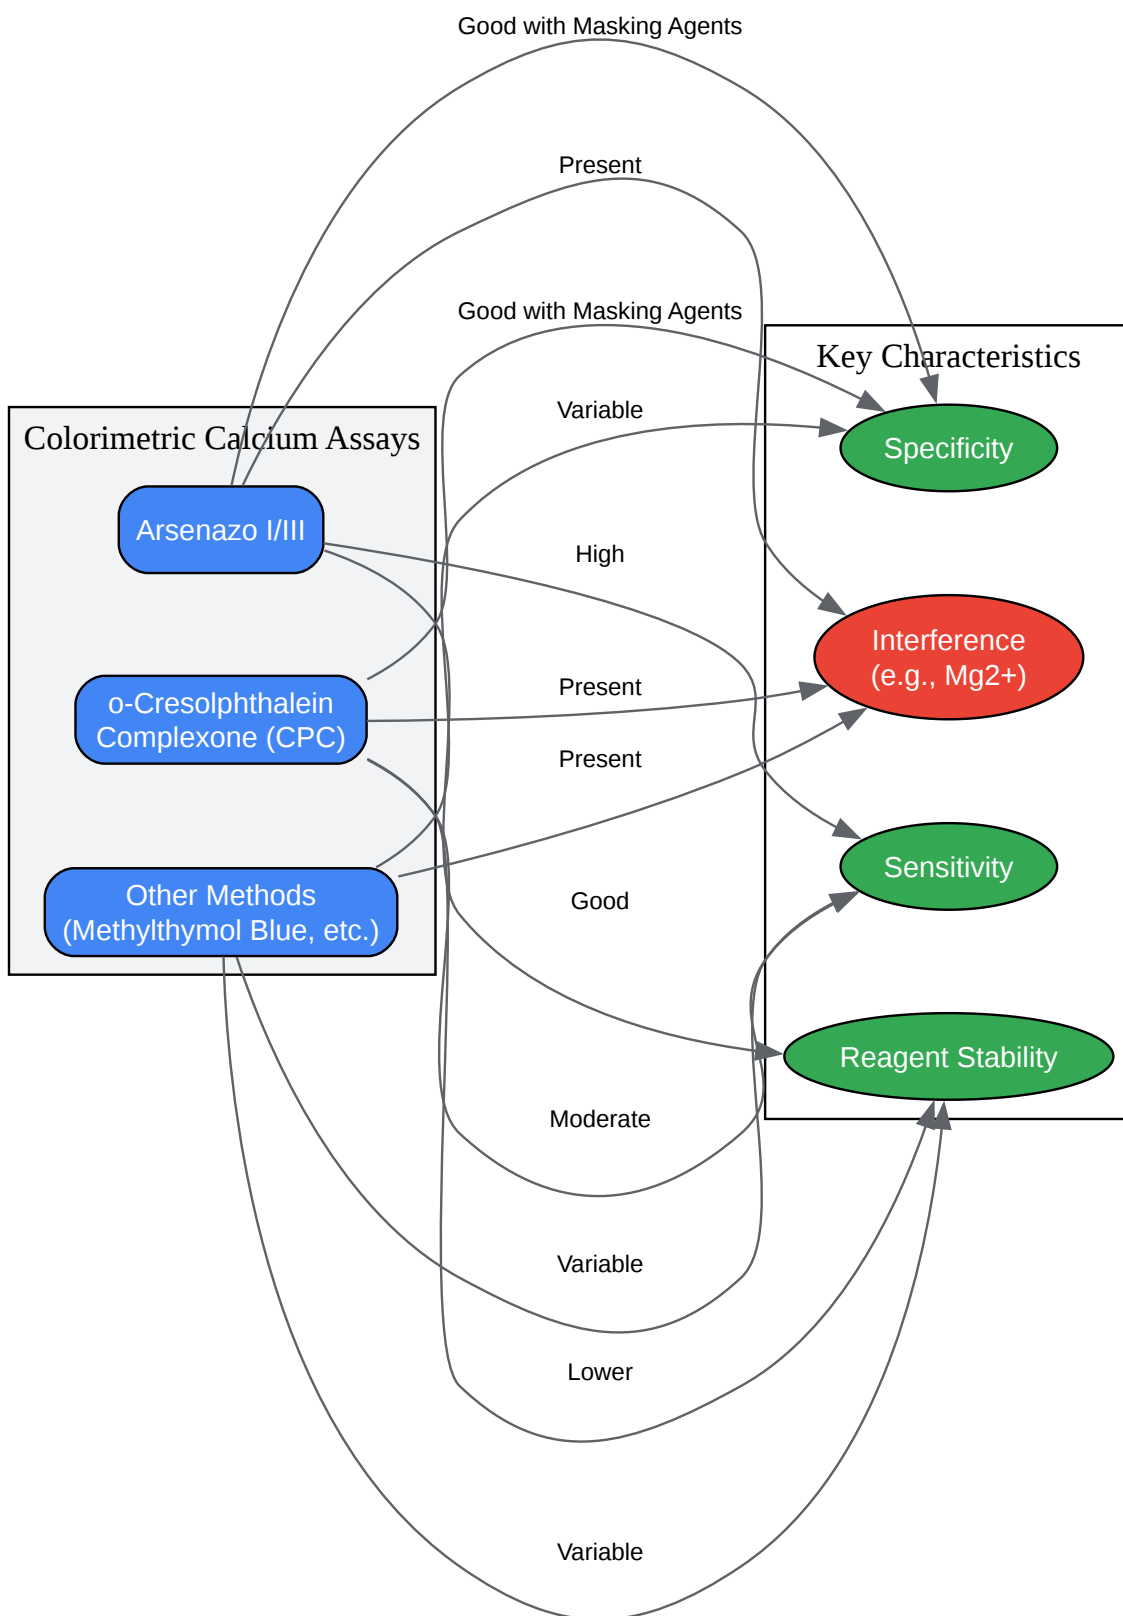 Good with Masking Agents
Present
Good with Masking Agents
Key Characteristics
Variable
Colorimetric Calcium Assays
Specificity
Arsenazo I/III
High
Interference
(e.g., Mg2+)
Present
o-Cresolphthalein
Complexone (CPC)
Present
Sensitivity
Other Methods
(Methylthymol Blue, etc.)
Good
Reagent Stability
Moderate
Variable
Lower
Variable